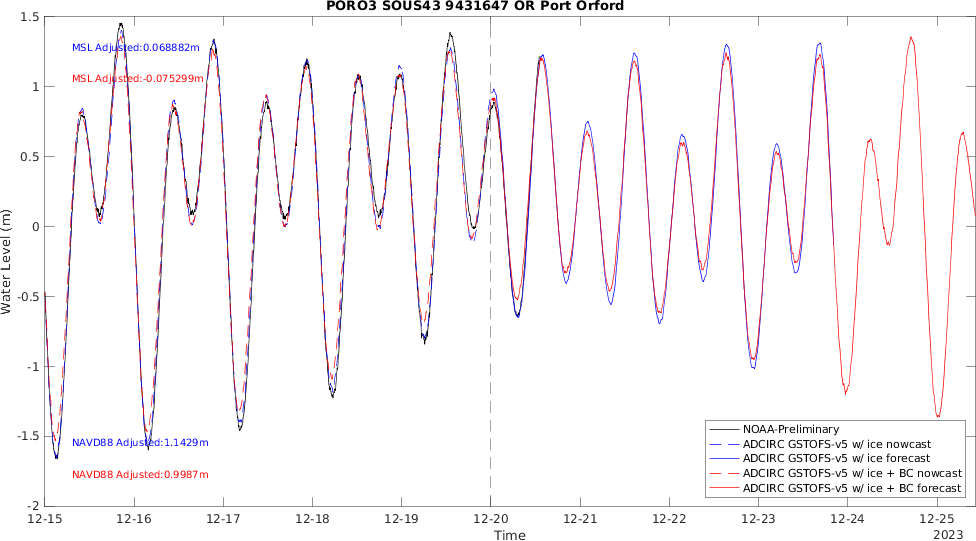 PORO3 SOUS43 9431647 OR Port Orford
Water Level (m)
1.5
1
0.5
0
-0.5
-1
-1.5
-2
MSL Adjusted:0.068882m
MSL Adjusted:-0.075299m
NAVD88 Adjusted:1.1429m
NAVD88 Adjusted:0.9987m
NOAA-Preliminary
ADCIRC GSTOFS-v5 w/ ice nowcast
ADCIRC GSTOFS-v5 w/ ice forecast
ADCIRC GSTOFS-v5 w/ ice + BC nowcast
ADCIRC GSTOFS-v5 w/ ice + BC forecast
12-15 12-16 12-17 12-18 12-19 12-20 12-21 12-22 12-23 12-24 12-25
Time
2023